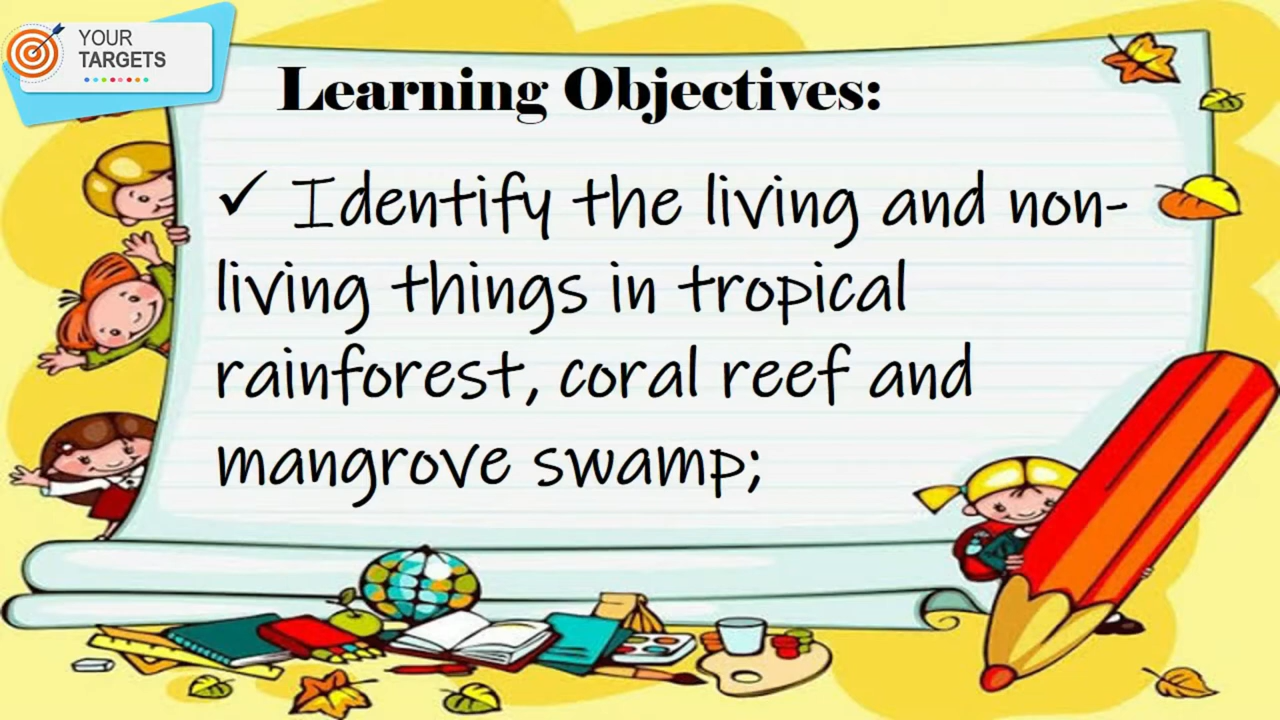 YOUR
TARGETS
Learning Objectives:
✓ Identify the living and non-
living things in tropical
rainforest, coral reef and
mangrove swamp;